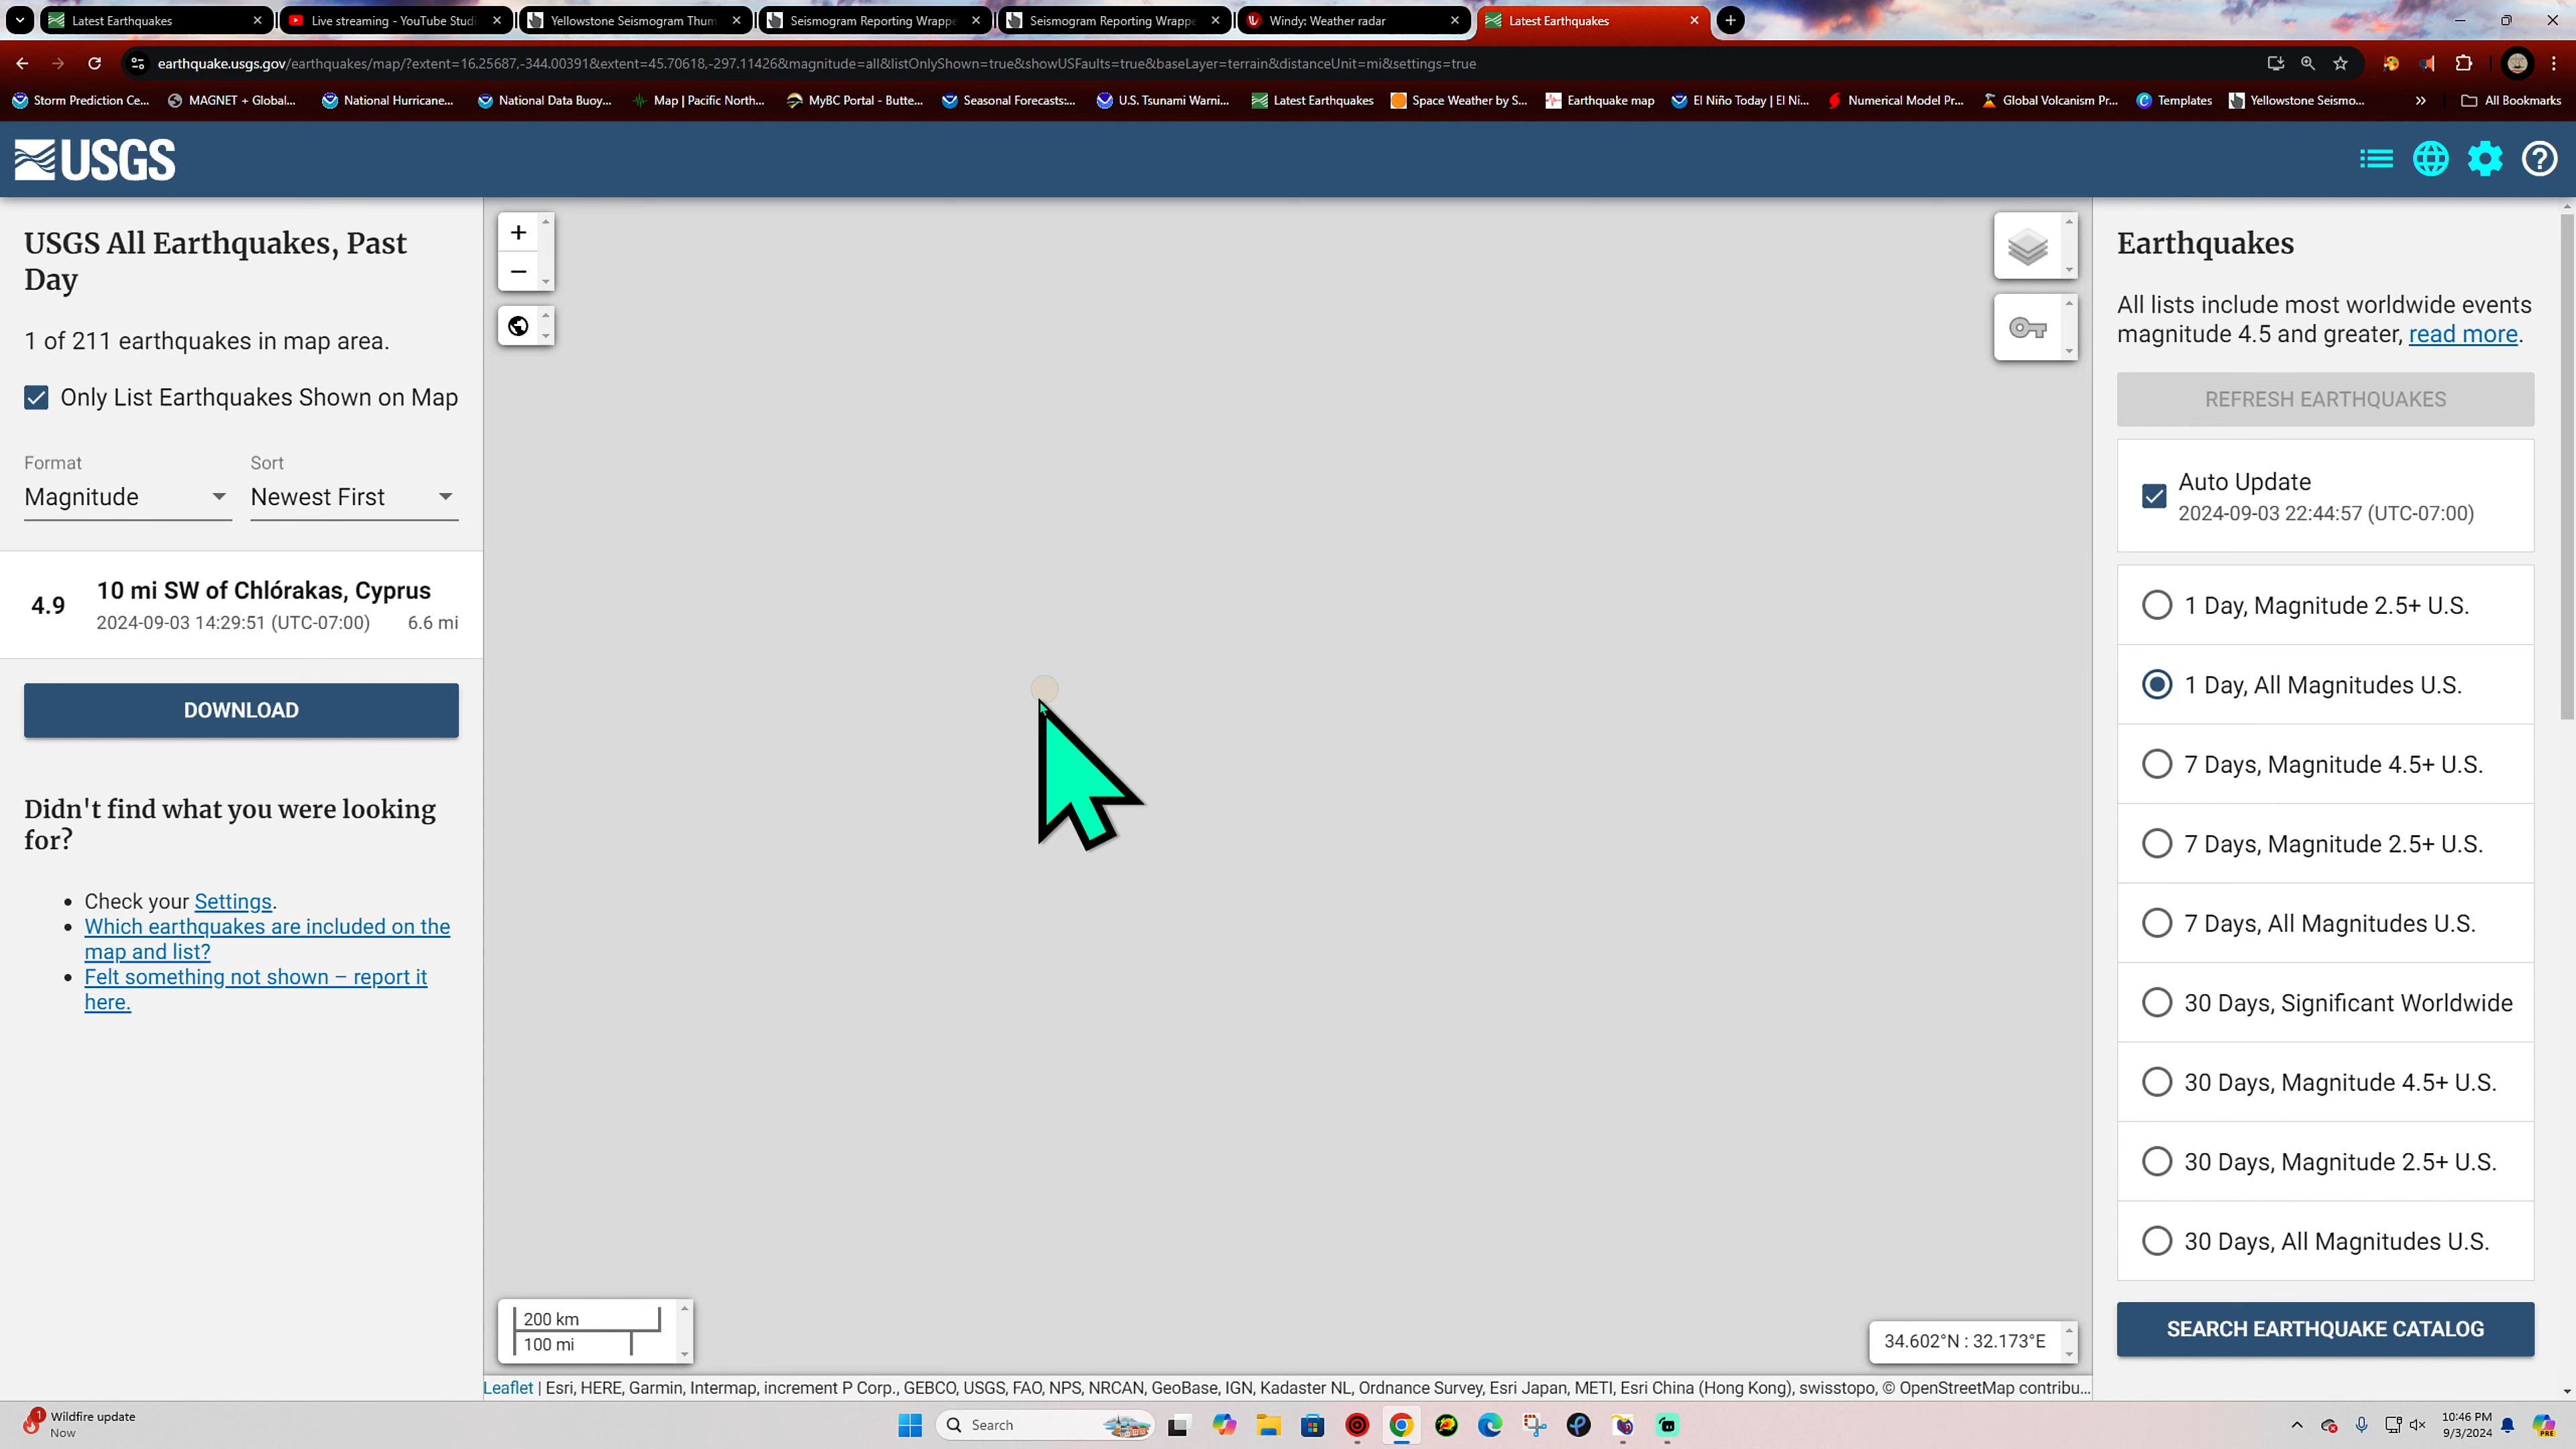 Latest Earthquakes
Live streaming - YouTube Studi
Yellowstone Seismogram Thum
Seismogram Reporting Wrappe
Seismogram Reporting Wrappe
Windy: Weather radar
Latest Earthquakes
earthquake.usgs.gov/earthquakes/map/?extent=16.25687,-344.00391&extent=45.70618,-297.11426&magnitude=all&listOnlyShown=true&showUSFaults=true&baseLayer=terrain&distanceUnit=mi&settings=true
Storm Prediction Ce...
MAGNET + Global...
National Hurricane...
National Data Buoy...
Map | Pacific North...
MyBC Portal - Butte...
Seasonal Forecasts:...
U.S. Tsunami Warni...
Latest Earthquakes
Space Weather by S...
Earthquake map
El Niño Today | El Ni...
Numerical Model Pr...
Global Volcanism Pr...
Templates
Yellowstone Seismo...
All Bookmarks
USGS
USGS All Earthquakes, Past
Day
1 of 211 earthquakes in map area.
Only List Earthquakes Shown on Map
Format
Sort
Magnitude
Newest First
4.9
10 mi SW of Chlórakas, Cyprus
2024-09-03 14:29:51 (UTC-07:00)
6.6 mi
DOWNLOAD
Didn't find what you were looking
for?
Check your Settings.
Which earthquakes are included on the
map and list?
Felt something not shown – report it
here.
+
−
200 km
100 mi
34.602°N : 32.173°E
Leaflet | Esri, HERE, Garmin, Intermap, increment P Corp., GEBCO, USGS, FAO, NPS, NRCAN, GeoBase, IGN, Kadaster NL, Ordnance Survey, Esri Japan, METI, Esri China (Hong Kong), swisstopo, © OpenStreetMap contribu...
Earthquakes
All lists include most worldwide events
magnitude 4.5 and greater, read more.
REFRESH EARTHQUAKES
Auto Update
2024-09-03 22:44:57 (UTC-07:00)
1 Day, Magnitude 2.5+ U.S.
1 Day, All Magnitudes U.S.
7 Days, Magnitude 4.5+ U.S.
7 Days, Magnitude 2.5+ U.S.
7 Days, All Magnitudes U.S.
30 Days, Significant Worldwide
30 Days, Magnitude 4.5+ U.S.
30 Days, Magnitude 2.5+ U.S.
30 Days, All Magnitudes U.S.
SEARCH EARTHQUAKE CATALOG
1
Wildfire update
Now
Search
10:46 PM
9/3/2024
PRE